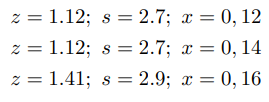 z = 1.12; s = 2.7; x = 0, 12
z = 1.12; s = 2.7; x = 0, 14
z = 1.41; s = 2.9; x = 0, 16